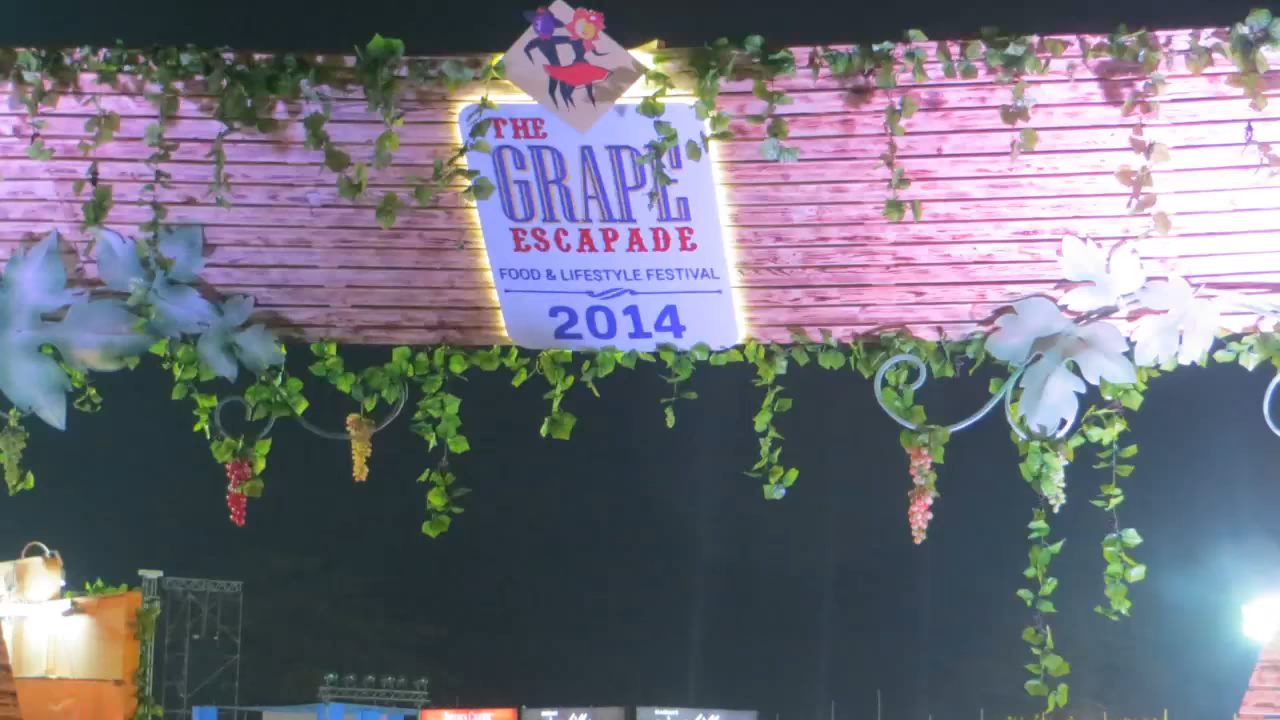 THE
GRAPE
ESCAPADE
FOOD & LIFESTYLE FESTIVAL
2014